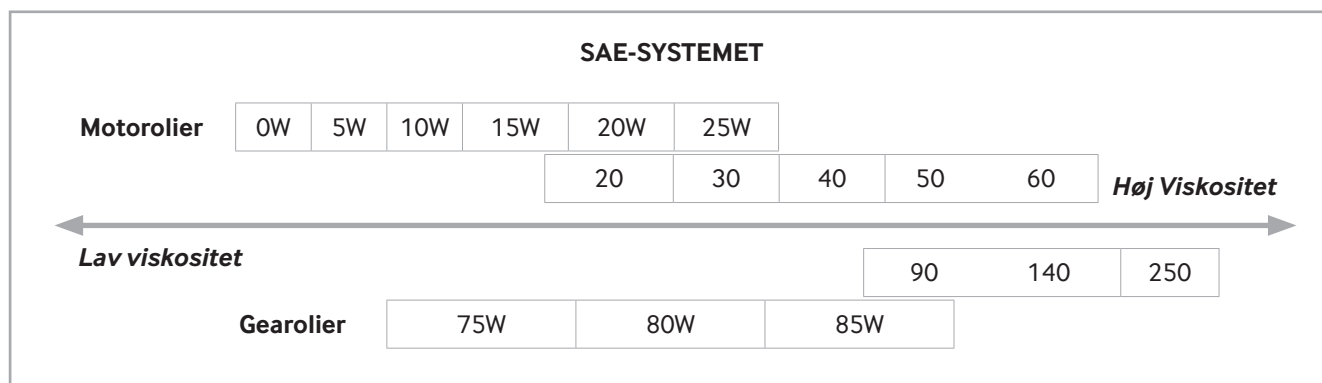 SAE-SYSTEMET
Motorolier 0W 5W 10W 15W 20W 25W
20 30 40 50 60 Høj Viskositet
Lav viskositet
90 140 250
Gearolier 75W 80W 85W